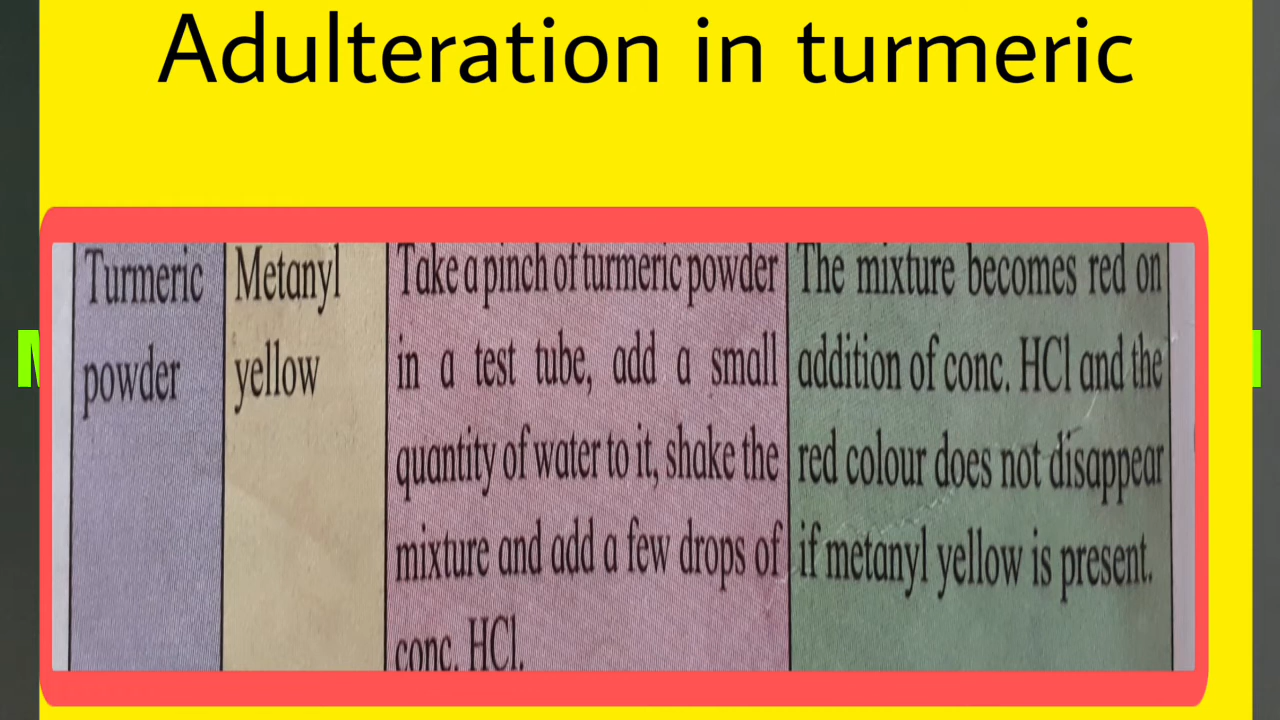 Adulteration in turmeric
Turmeric
powder
Metanyl
yellow
Take a pinch of turmeric powder
in a test tube, add a small
quantity of water to it, shake the
mixture and add a few drops of
conc. HCl.
The mixture becomes red on
addition of conc. HCl and the
red colour does not disappear
if metanyl yellow is present.